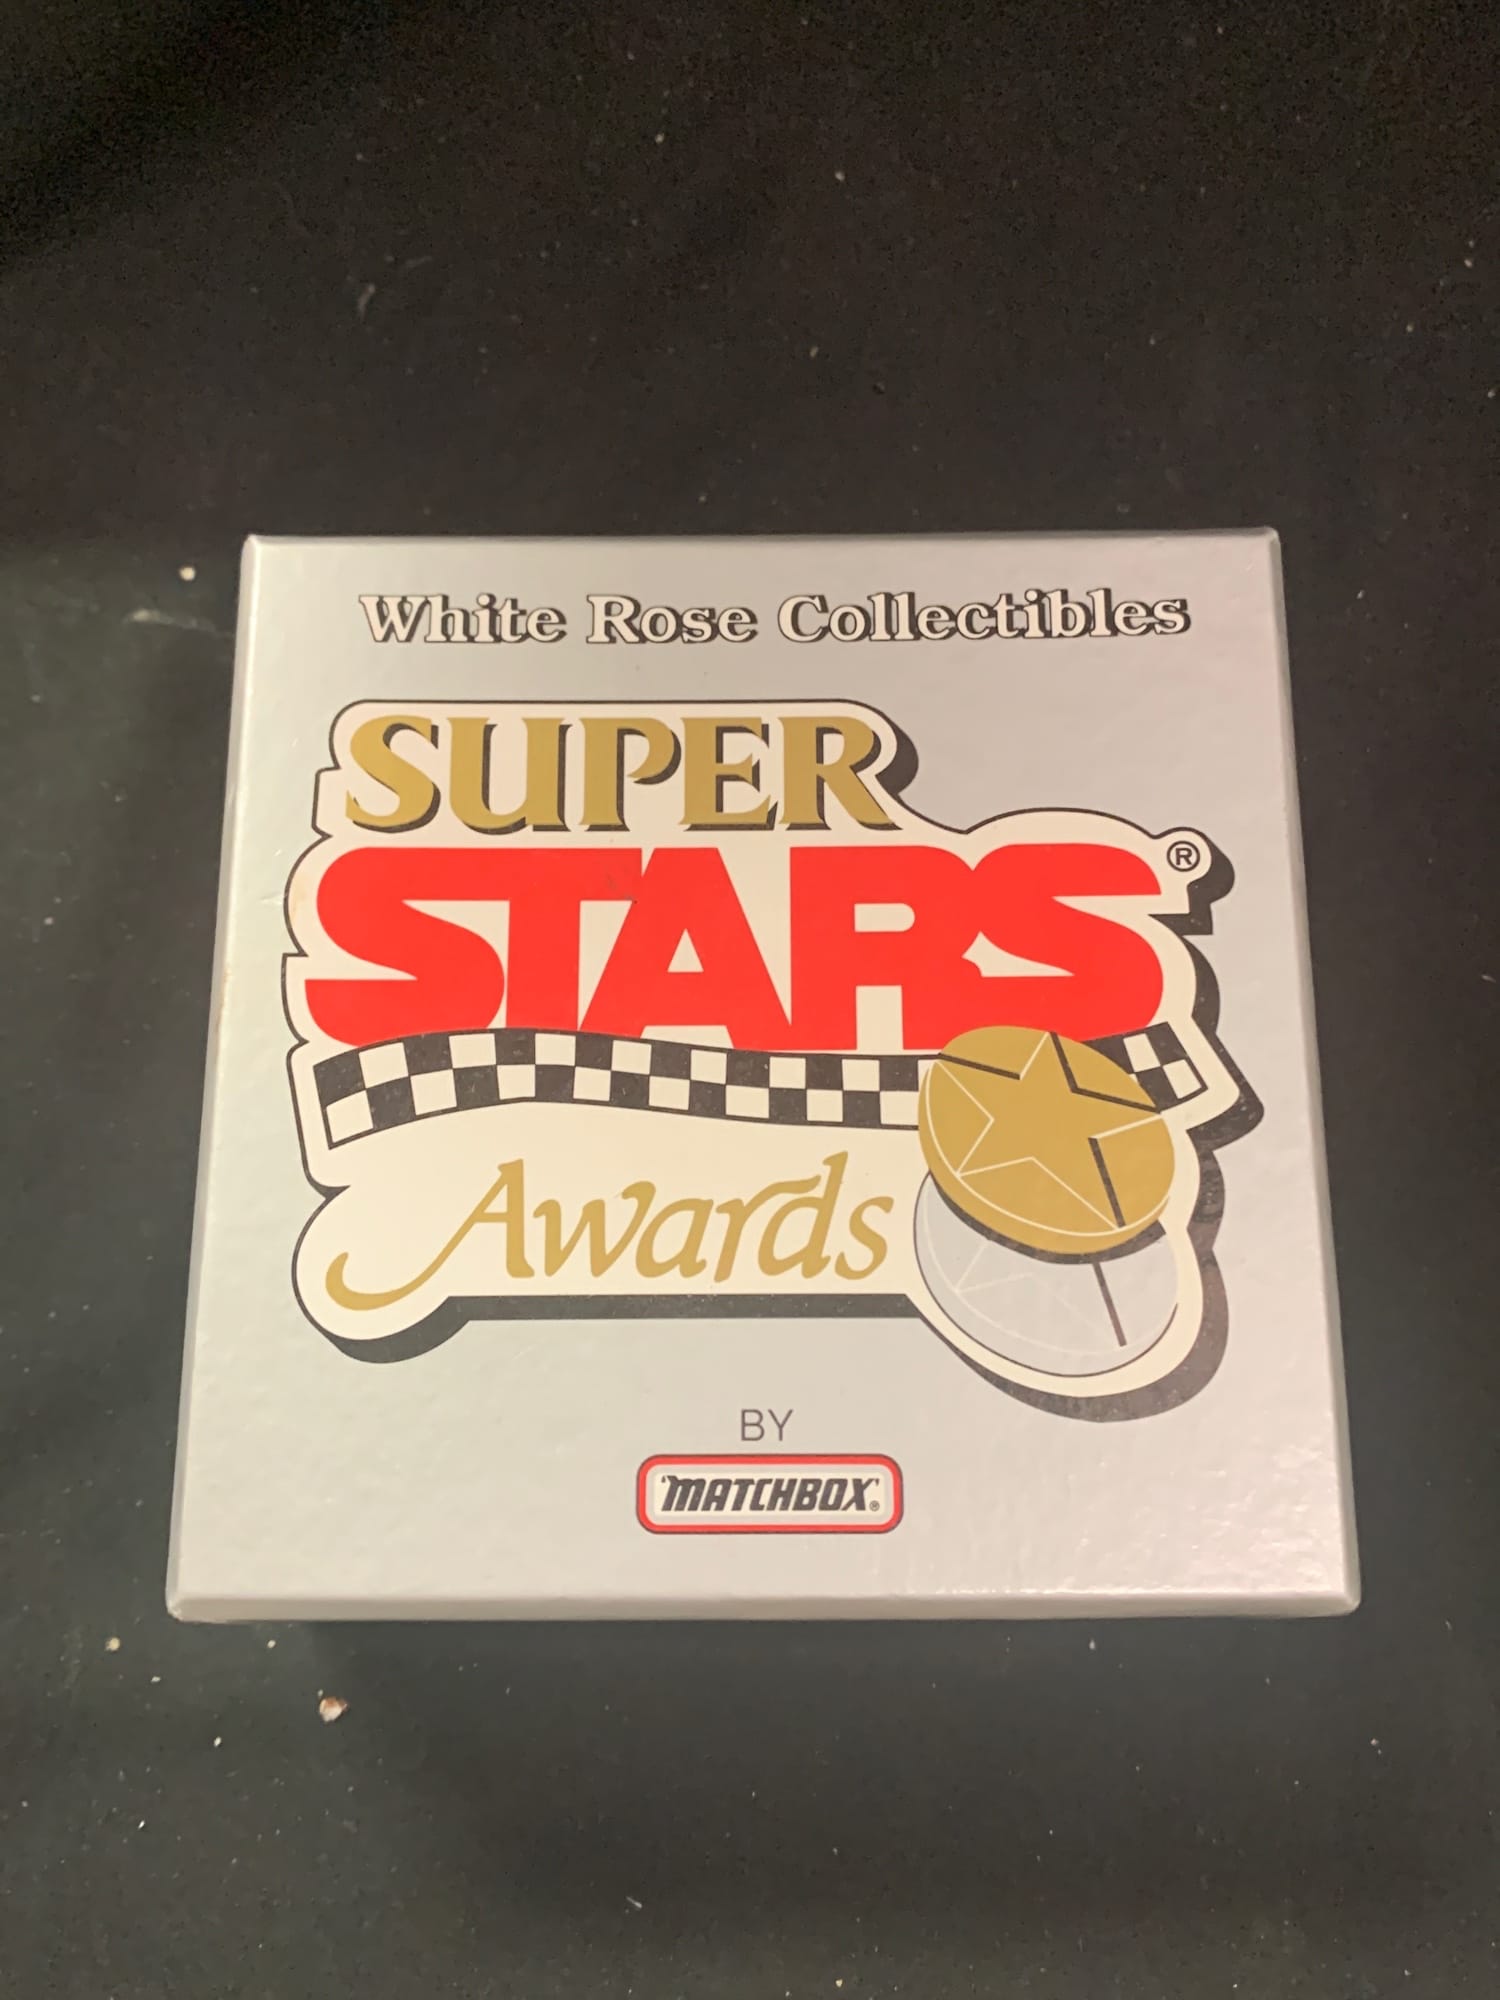 White Rose Collectibles
SUPER
STARS®
Awards
BY
'MATCHBOX'®